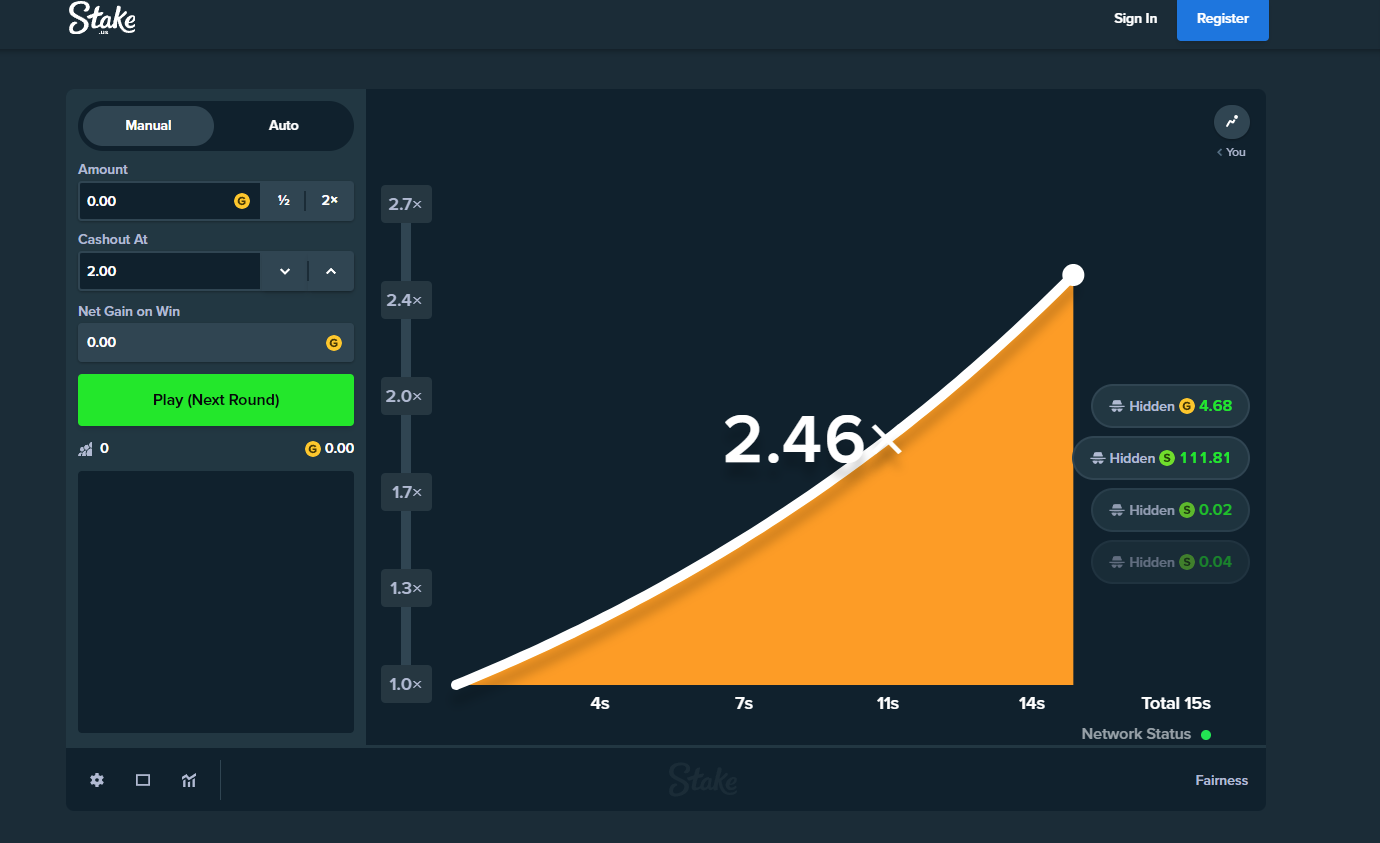 Stake
.us
Sign In
Register
Manual
Auto
Amount
0.00 G
½
2×
Cashout At
2.00
Net Gain on Win
0.00 G
Play (Next Round)
0
G 0.00
< You
2.7×
2.4×
2.0×
1.7×
1.3×
1.0×
2.46×
Hidden G 4.68
Hidden S 111.81
Hidden S 0.02
Hidden S 0.04
4s
7s
11s
14s
Total 15s
Network Status
Stake
Fairness